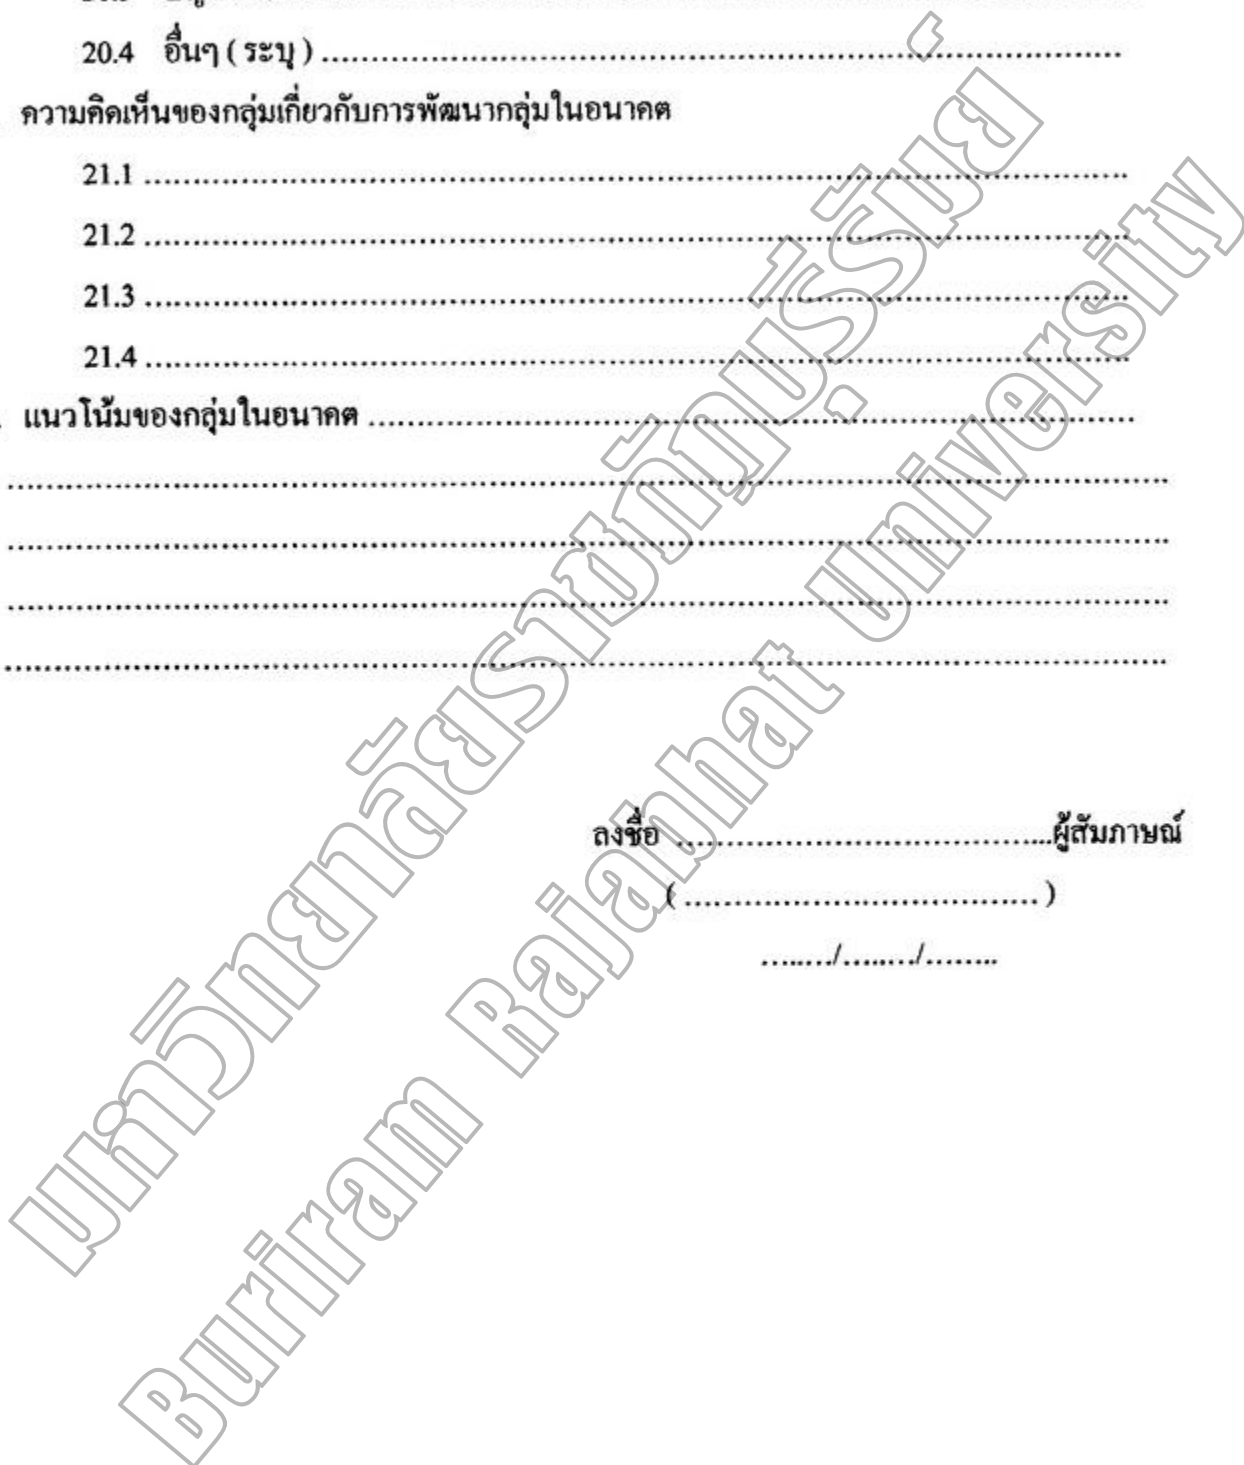 20.4 อื่นๆ ( ระบุ ) ................................................................................
ความคิดเห็นของกลุ่มเกี่ยวกับการพัฒนากลุ่มในอนาคต
21.1 ................................................................................
21.2 ................................................................................
21.3 ................................................................................
21.4 ................................................................................
แนวโน้มของกลุ่มในอนาคต ................................................................................
................................................................................
................................................................................
................................................................................
................................................................................
ลงชื่อ ........................................ผู้สัมภาษณ์
( .................................... )
........./........./.........
มหาวิทยาลัยราชภัฏบุรีรัมย์
Buriram Rajabhat University